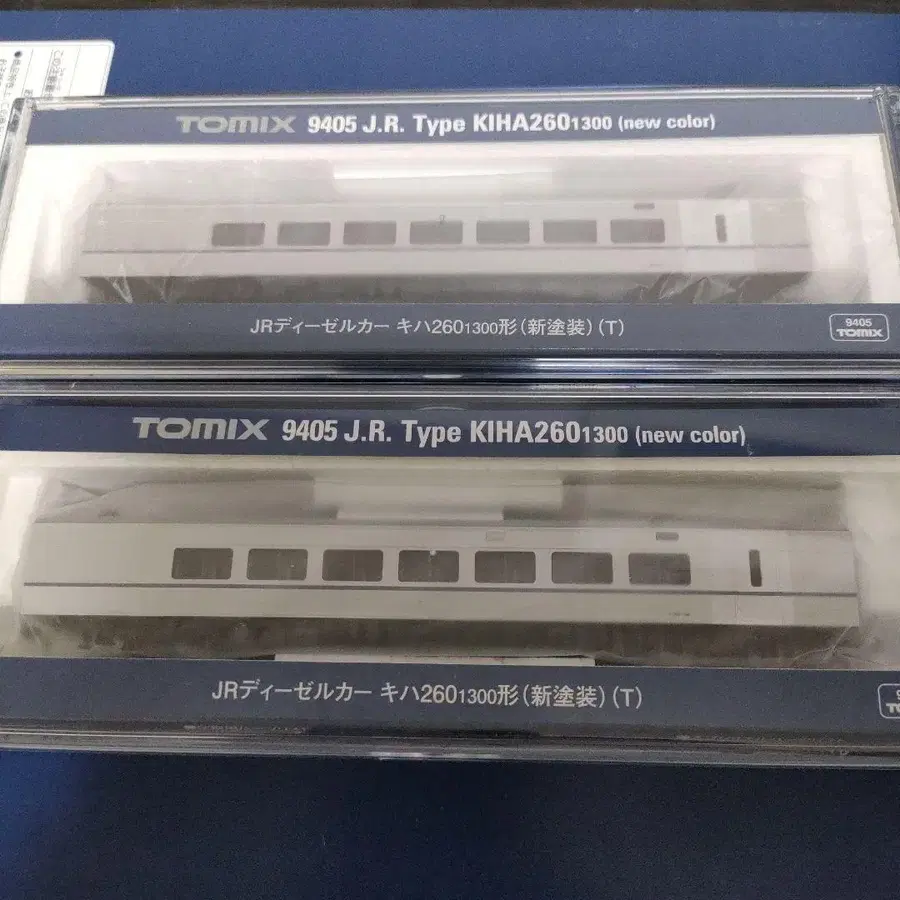 TOMIX 9405 J.R. Type KIHA2601300 (new color)
JRディーゼルカー キハ2601300形(新塗装)(T)
9405
TOMIX
TOMIX 9405 J.R. Type KIHA2601300 (new color)
JRディーゼルカー キハ2601300形(新塗装)(T)